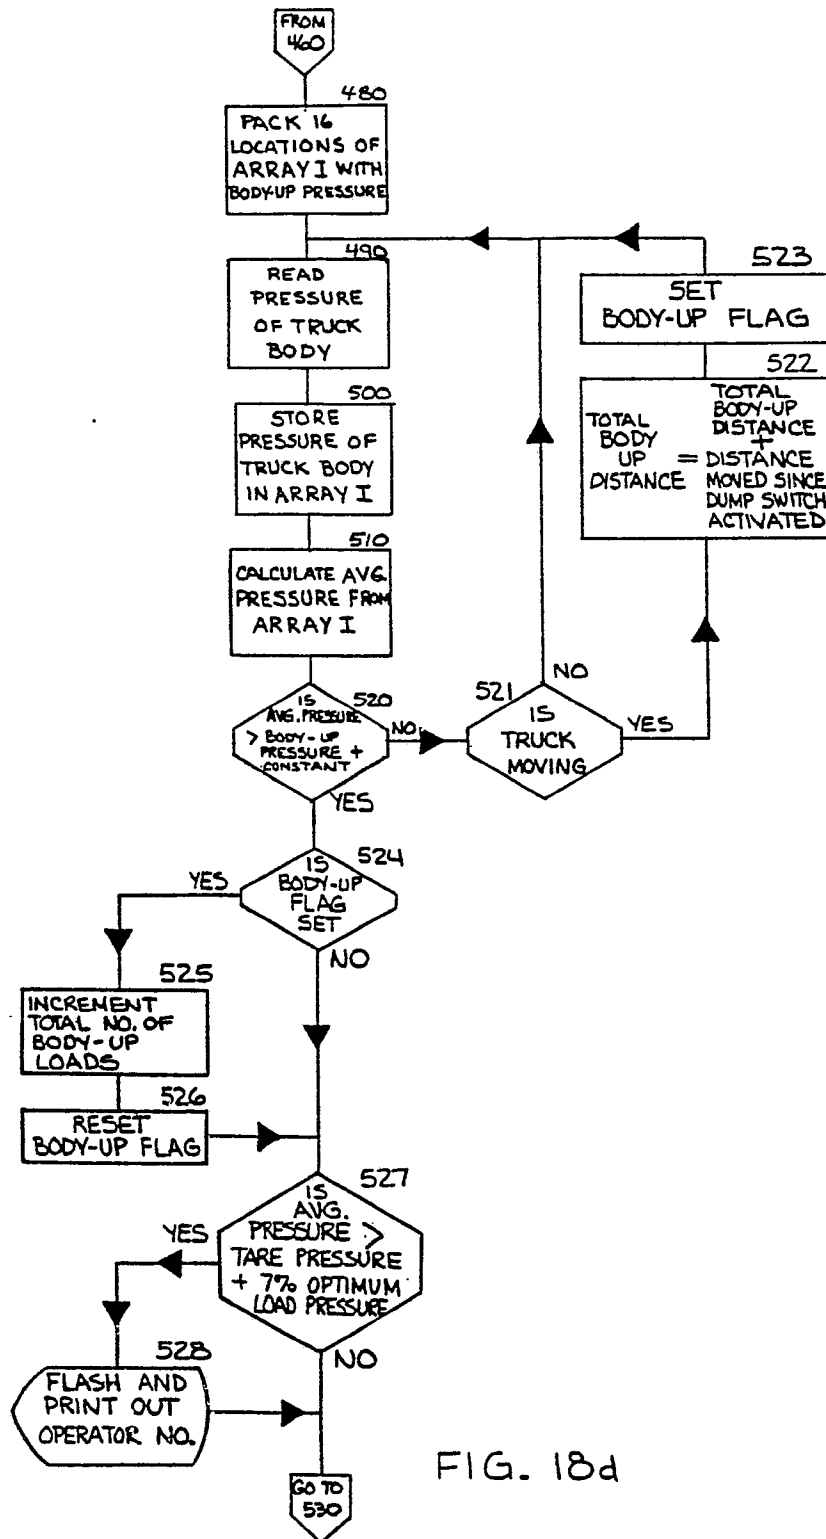 FROM
460
480
PACK 16
LOCATIONS OF
ARRAY I WITH
BODY-UP PRESSURE
490
READ
PRESSURE
OF TRUCK
BODY
500
STORE
PRESSURE OF
TRUCK BODY
IN ARRAY I
510
CALCULATE AVG.
PRESSURE FROM
ARRAY I
520
IS
AVG. PRESSURE
> BODY-UP
PRESSURE +
CONSTANT
NO
YES
521
IS
TRUCK
MOVING
NO
YES
522
TOTAL
BODY
UP
DISTANCE
=
TOTAL
BODY-UP
DISTANCE
+
DISTANCE
MOVED SINCE
DUMP SWITCH
ACTIVATED
523
SET
BODY-UP FLAG
524
IS
BODY-UP
FLAG
SET
YES
NO
525
INCREMENT
TOTAL NO. OF
BODY-UP
LOADS
526
RESET
BODY-UP FLAG
527
IS
AVG.
PRESSURE >
TARE PRESSURE
+ 7% OPTIMUM
LOAD PRESSURE
YES
NO
528
FLASH AND
PRINT OUT
OPERATOR NO.
GO TO
530
FIG. 18d